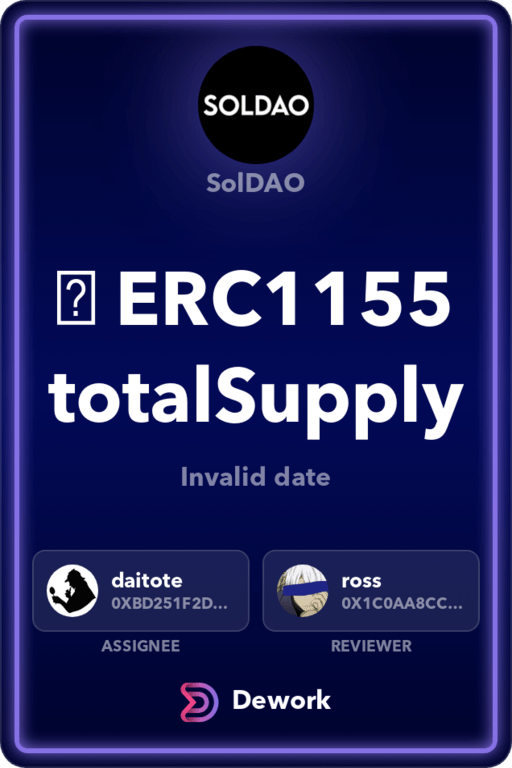 SOLDAO
SolDAO
ERC1155
totalSupply
Invalid date
daitote
0XBD251F2D...
ross
0X1C0AA8CC...
ASSIGNEE
REVIEWER
Dework